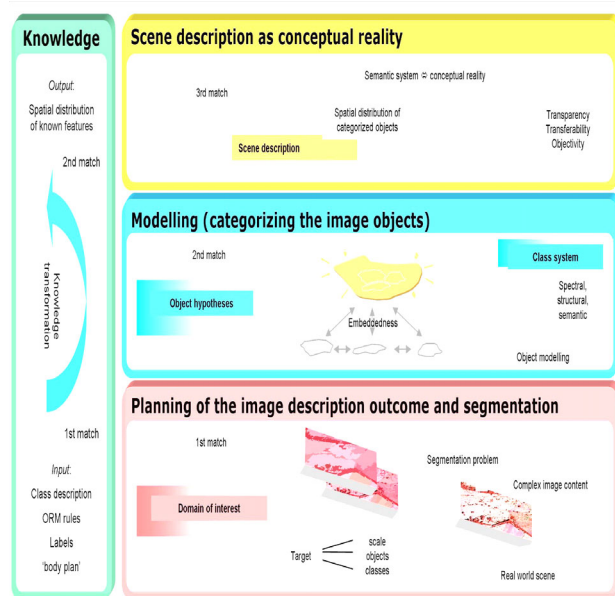 Knowledge
Output:
Spatial distribution
of known features
2nd match
Knowledge
transformation
1st match
Input:
Class description
ORM rules
Labels
'body plan'
Scene description as conceptual reality
Semantic system ⇔ conceptual reality
3rd match
Spatial distribution of
categorized objects
Transparency
Transferability
Objectivity
Scene description
Modelling (categorizing the image objects)
2nd match
Class system
Object hypotheses
Spectral,
structural,
semantic
Embeddedness
Object modelling
Planning of the image description outcome and segmentation
1st match
Segmentation problem
Complex image content
Domain of interest
Target
scale
objects
classes
Real world scene